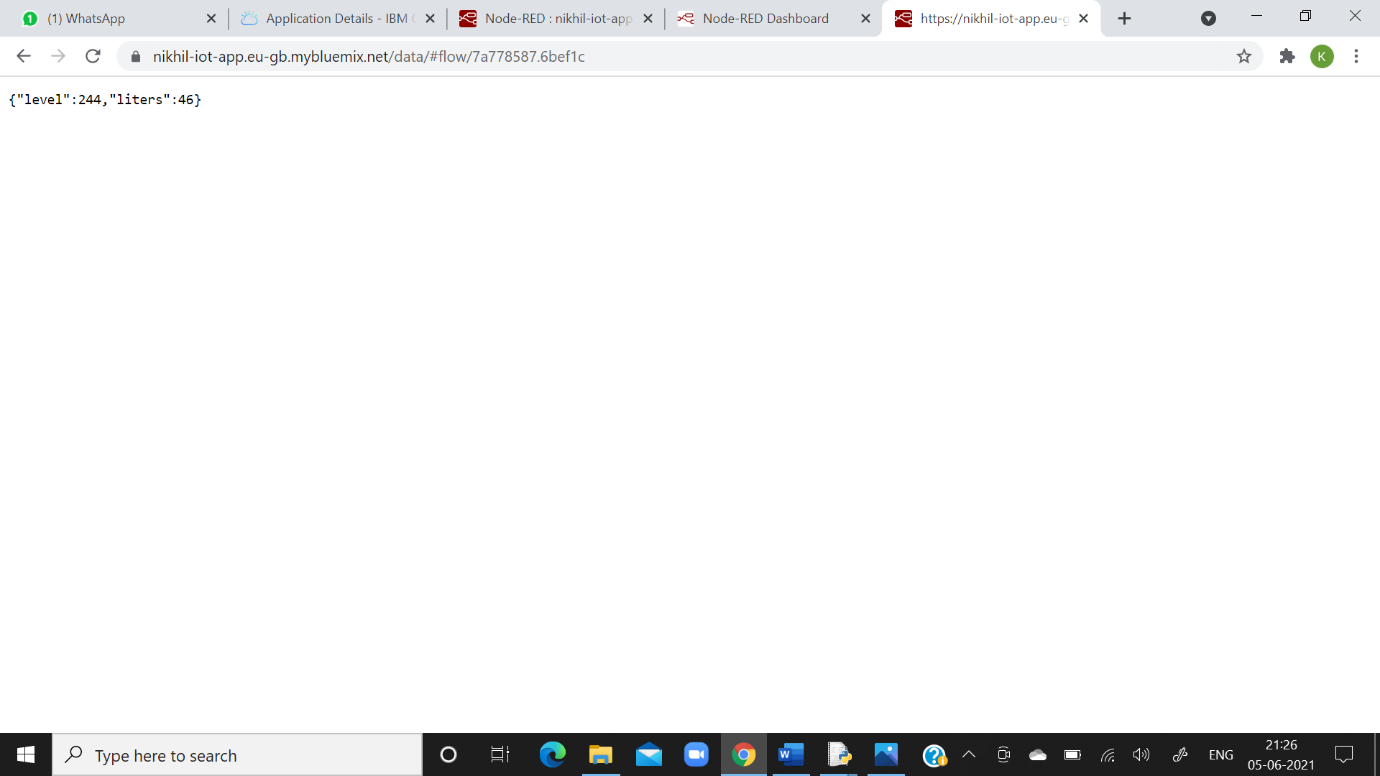 1 (1) WhatsApp
Application Details - IBM C
Node-RED : nikhil-iot-app
Node-RED Dashboard
https://nikhil-iot-app.eu-g
nikhil-iot-app.eu-gb.mybluemix.net/data/#flow/7a778587.6bef1c
K
{"level":244,"liters":46}
Type here to search
W
ENG
21:26
05-06-2021